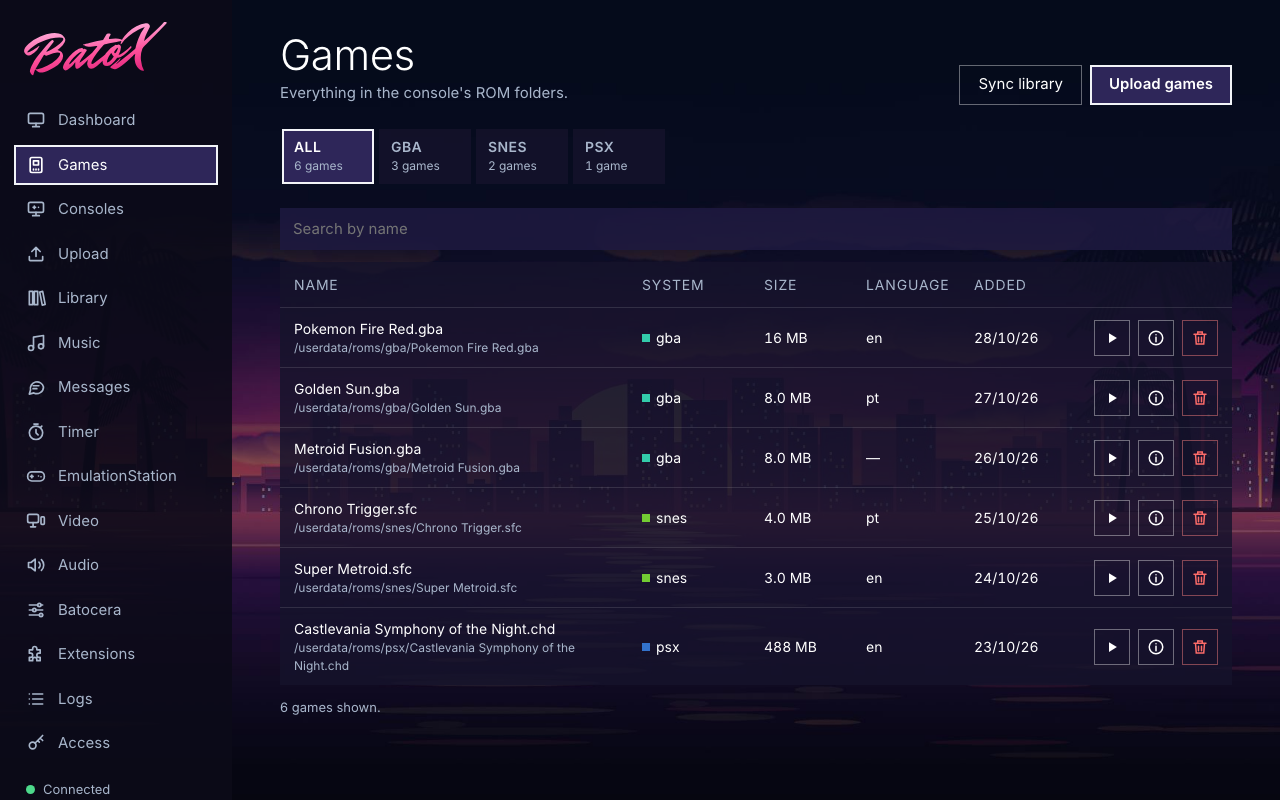 BatoX
Dashboard
Games
Consoles
Upload
Library
Music
Messages
Timer
EmulationStation
Video
Audio
Batocera
Extensions
Logs
Access
Connected
Games
Everything in the console's ROM folders.
Sync library
Upload games
ALL
6 games
GBA
3 games
SNES
2 games
PSX
1 game
Search by name
NAME SYSTEM SIZE LANGUAGE ADDED
Pokemon Fire Red.gba
/userdata/roms/gba/Pokemon Fire Red.gba
gba 16 MB en 28/10/26
Golden Sun.gba
/userdata/roms/gba/Golden Sun.gba
gba 8.0 MB pt 27/10/26
Metroid Fusion.gba
/userdata/roms/gba/Metroid Fusion.gba
gba 8.0 MB — 26/10/26
Chrono Trigger.sfc
/userdata/roms/snes/Chrono Trigger.sfc
snes 4.0 MB pt 25/10/26
Super Metroid.sfc
/userdata/roms/snes/Super Metroid.sfc
snes 3.0 MB en 24/10/26
Castlevania Symphony of the Night.chd
/userdata/roms/psx/Castlevania Symphony of the
Night.chd
psx 488 MB en 23/10/26
6 games shown.